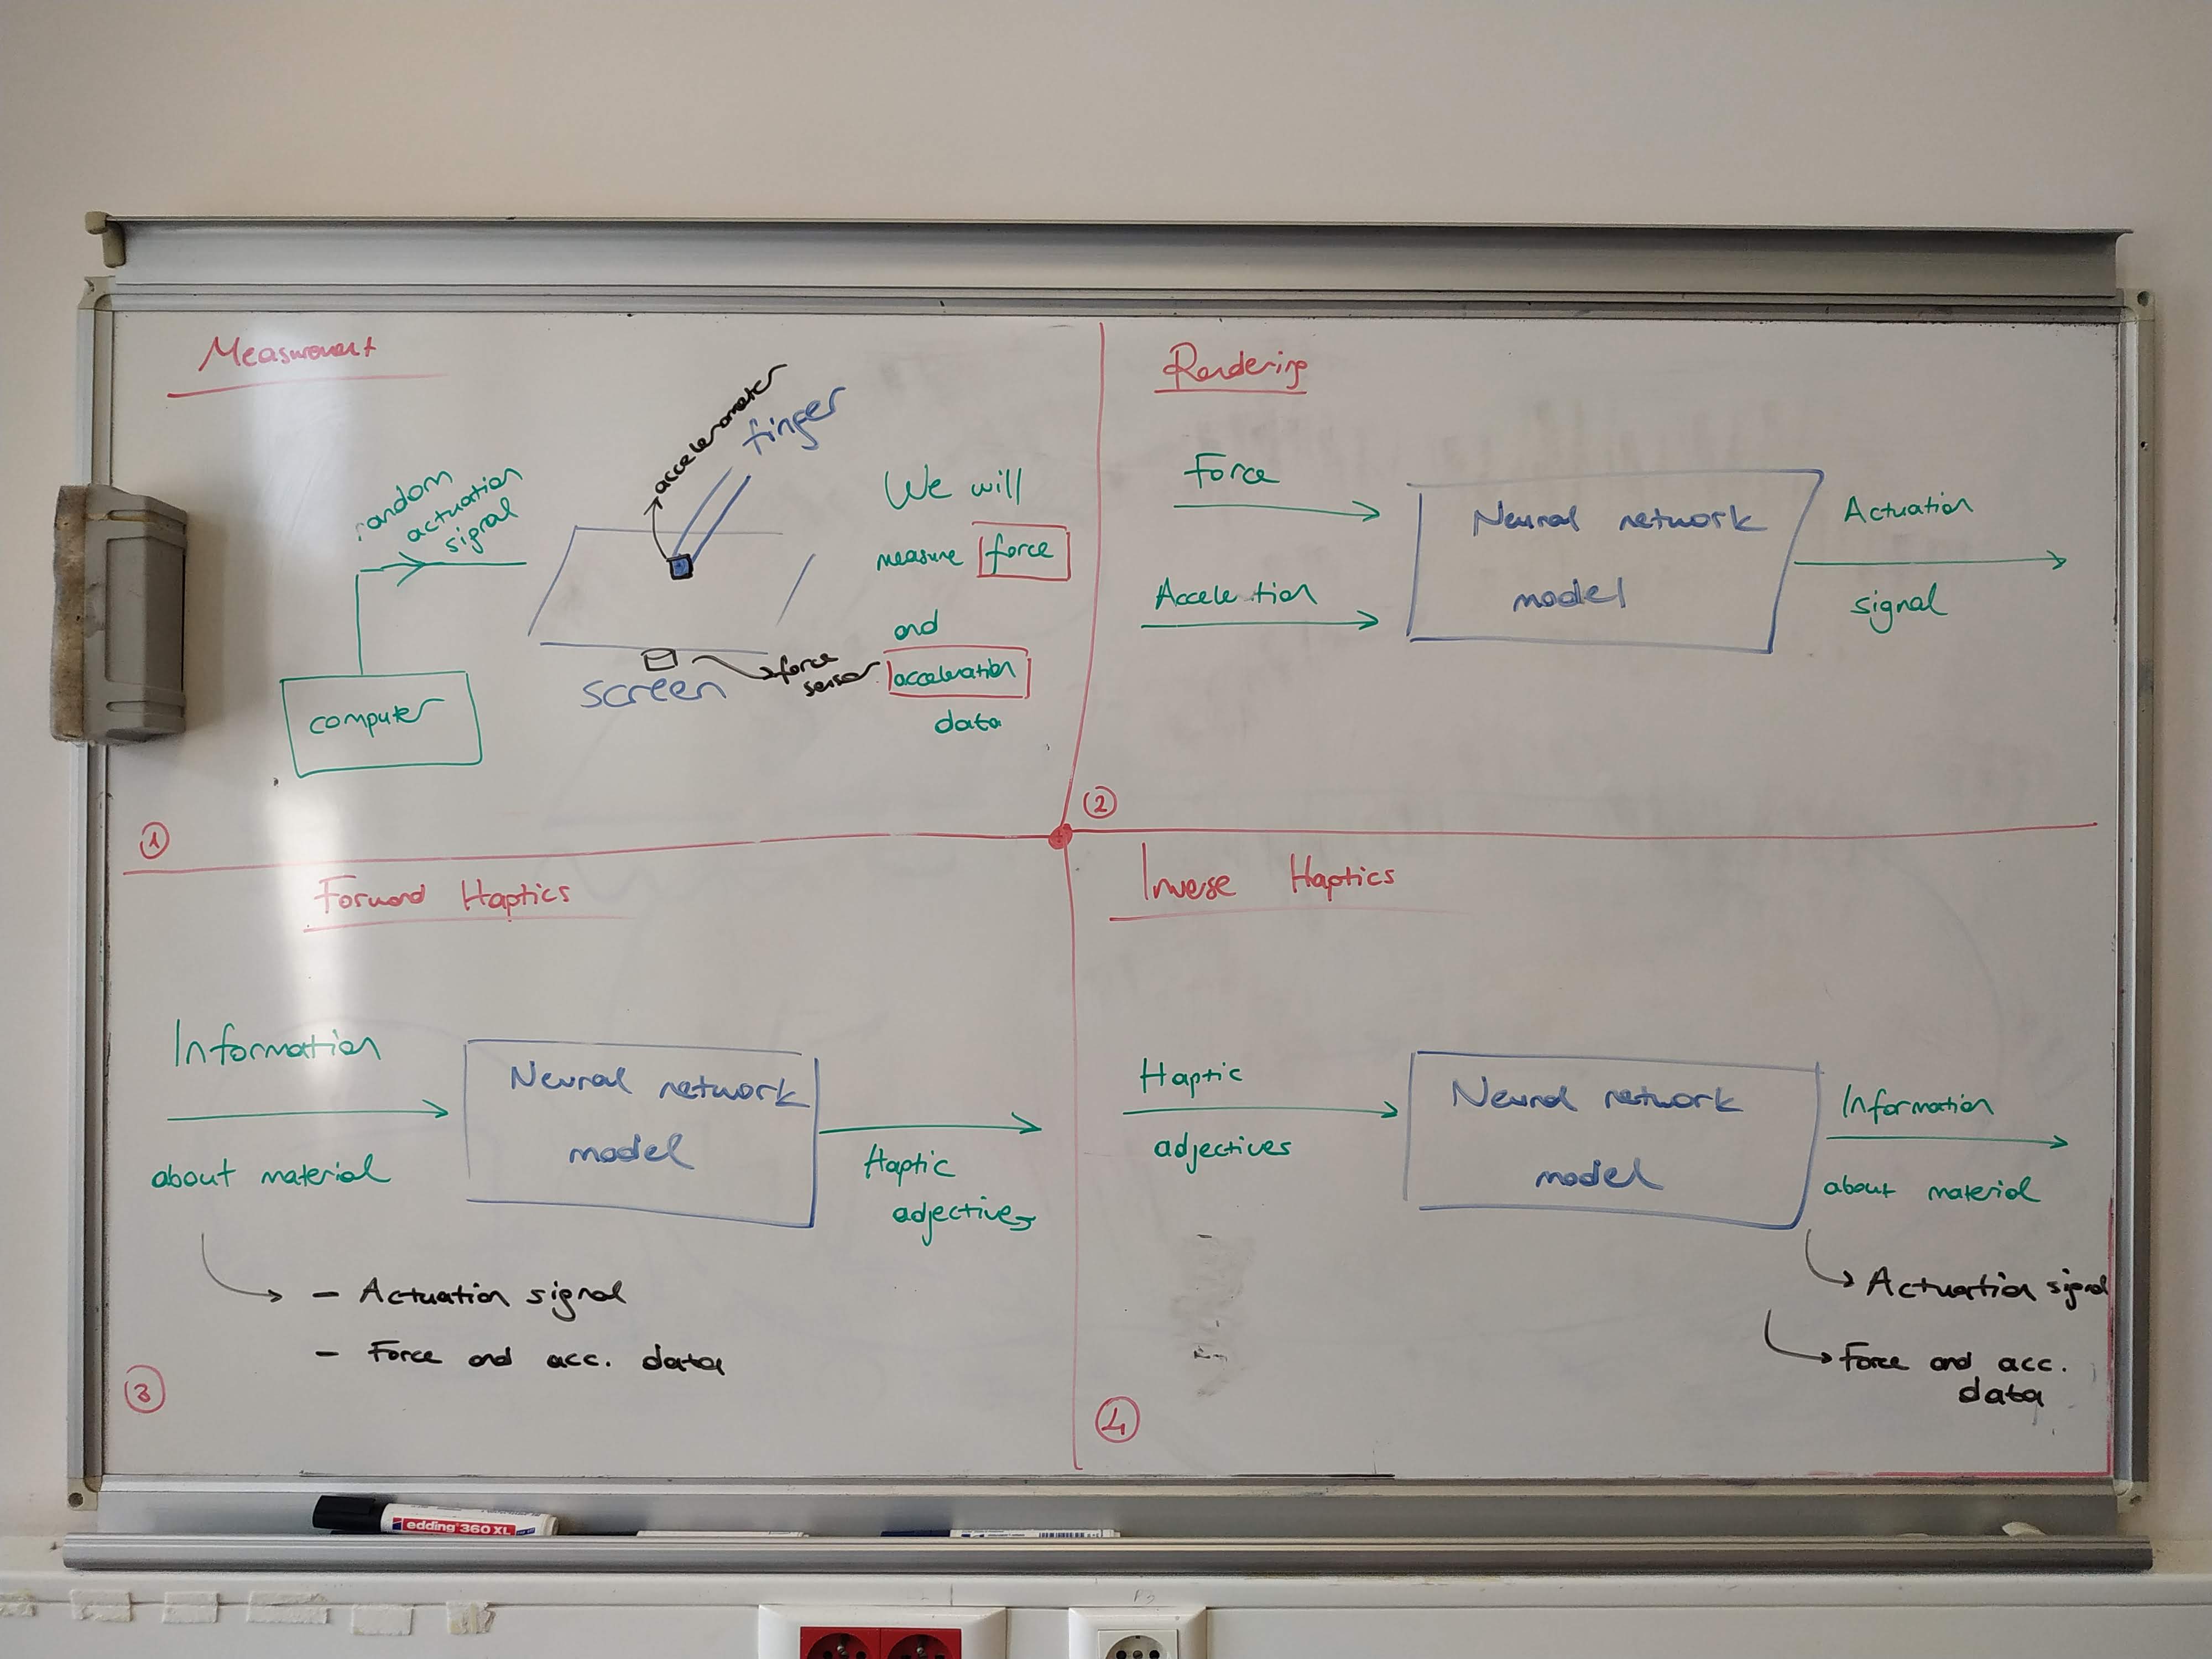 Measurement
random
actuation
signal
computer
accelerometer
finger
screen
force
sensor
We will
measure force
and
acceleration
data
1
Rendering
Force
Acceleration
Neural network
model
Actuation
signal
2
Forward Haptics
Information
about material
Neural network
model
Haptic
adjectives
- Actuation signal
- Force and acc. data
3
Inverse Haptics
Haptic
adjectives
Neural network
model
Information
about material
Actuation signal
Force and acc.
data
4
edding 360 XL